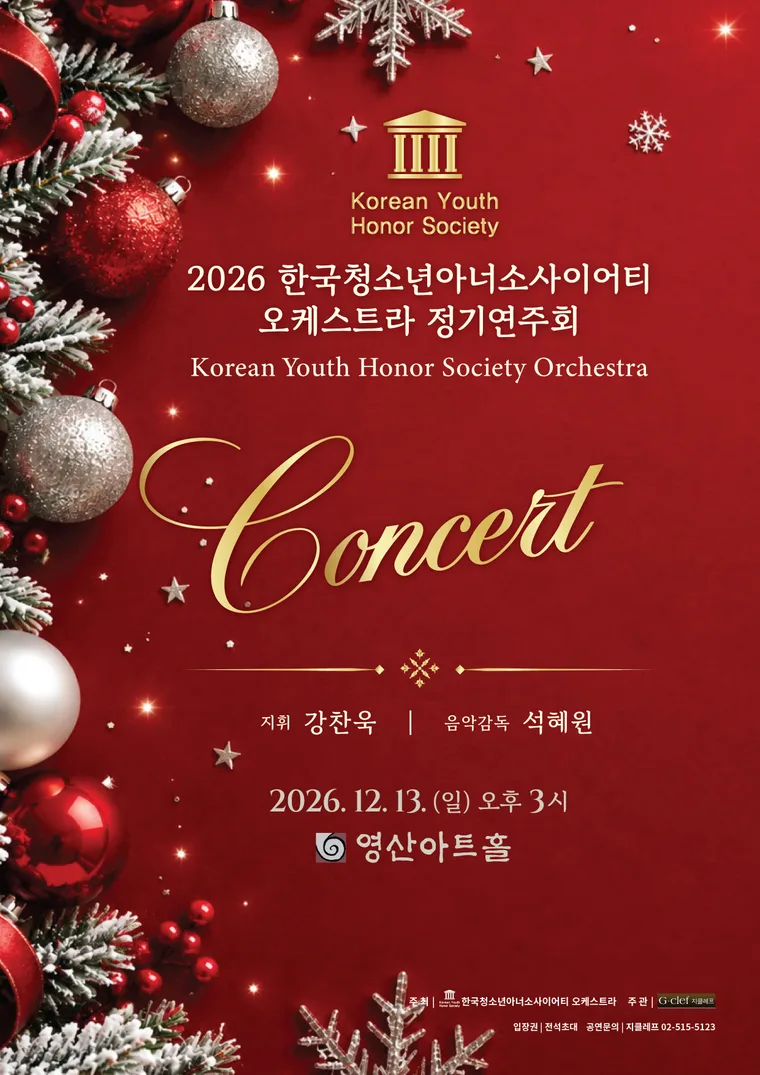 Korean Youth
Honor Society
2026 한국청소년아너소사이어티
오케스트라 정기연주회
Korean Youth Honor Society Orchestra
Concert
지휘 강찬욱 | 음악감독 석혜원
2026. 12. 13. (일) 오후 3시
영산아트홀
주최 | Korean Youth Honor Society 한국청소년아너소사이어티 오케스트라 주관 | G·clef 지클레프
입장권 | 전석초대 공연문의 | 지클레프 02-515-5123